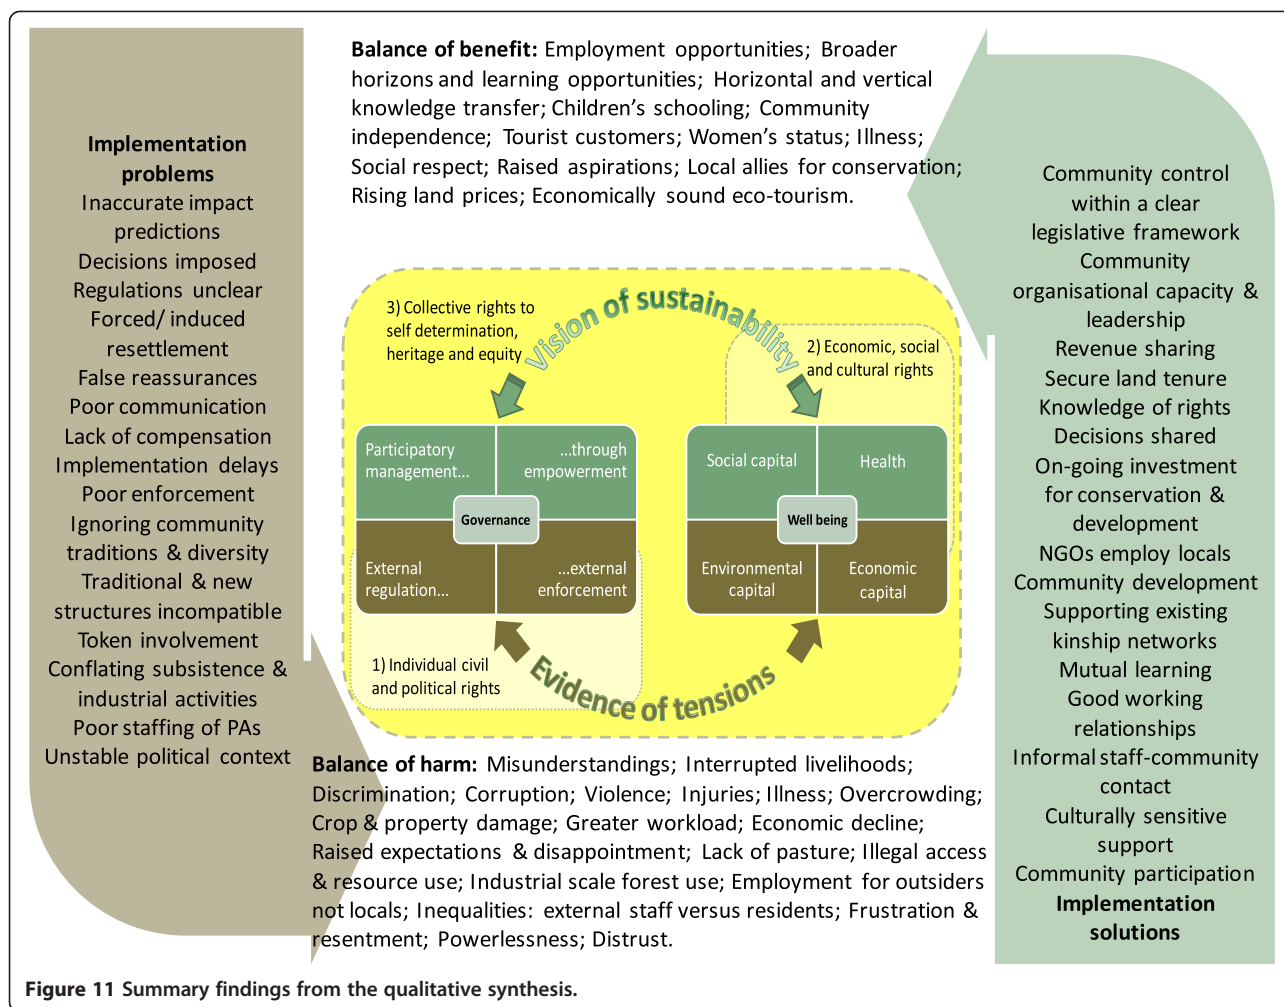 Balance of benefit: Employment opportunities; Broader
horizons and learning opportunities; Horizontal and vertical
knowledge transfer; Children's schooling; Community
independence; Tourist customers; Women's status; Illness;
Social respect; Raised aspirations; Local allies for conservation;
Rising land prices; Economically sound eco-tourism.
Implementation
problems
Inaccurate impact
predictions
Decisions imposed
Regulations unclear
Forced/ induced
resettlement
False reassurances
Poor communication
Lack of compensation
Implementation delays
Poor enforcement
Ignoring community
traditions & diversity
Traditional & new
structures incompatible
Token involvement
Conflating subsistence &
industrial activities
Poor staffing of PAs
Unstable political context
3) Collective rights to
self determination,
heritage and equity
Vision of sustainability
2) Economic, social
and cultural rights
Participatory
management...
...through
empowerment
Governance
External
regulation...
...external
enforcement
Social capital
Health
Well being
Environmental
capital
Economic
capital
1) Individual civil
and political rights
Evidence of tensions
Community control
within a clear
legislative framework
Community
organisational capacity &
leadership
Revenue sharing
Secure land tenure
Knowledge of rights
Decisions shared
On-going investment
for conservation &
development
NGOs employ locals
Community development
Supporting existing
kinship networks
Mutual learning
Good working
relationships
Informal staff-community
contact
Culturally sensitive
support
Community participation
Implementation
solutions
Balance of harm: Misunderstandings; Interrupted livelihoods;
Discrimination; Corruption; Violence; Injuries; Illness; Overcrowding;
Crop & property damage; Greater workload; Economic decline;
Raised expectations & disappointment; Lack of pasture; Illegal access
& resource use; Industrial scale forest use; Employment for outsiders
not locals; Inequalities: external staff versus residents; Frustration &
resentment; Powerlessness; Distrust.
Figure 11 Summary findings from the qualitative synthesis.